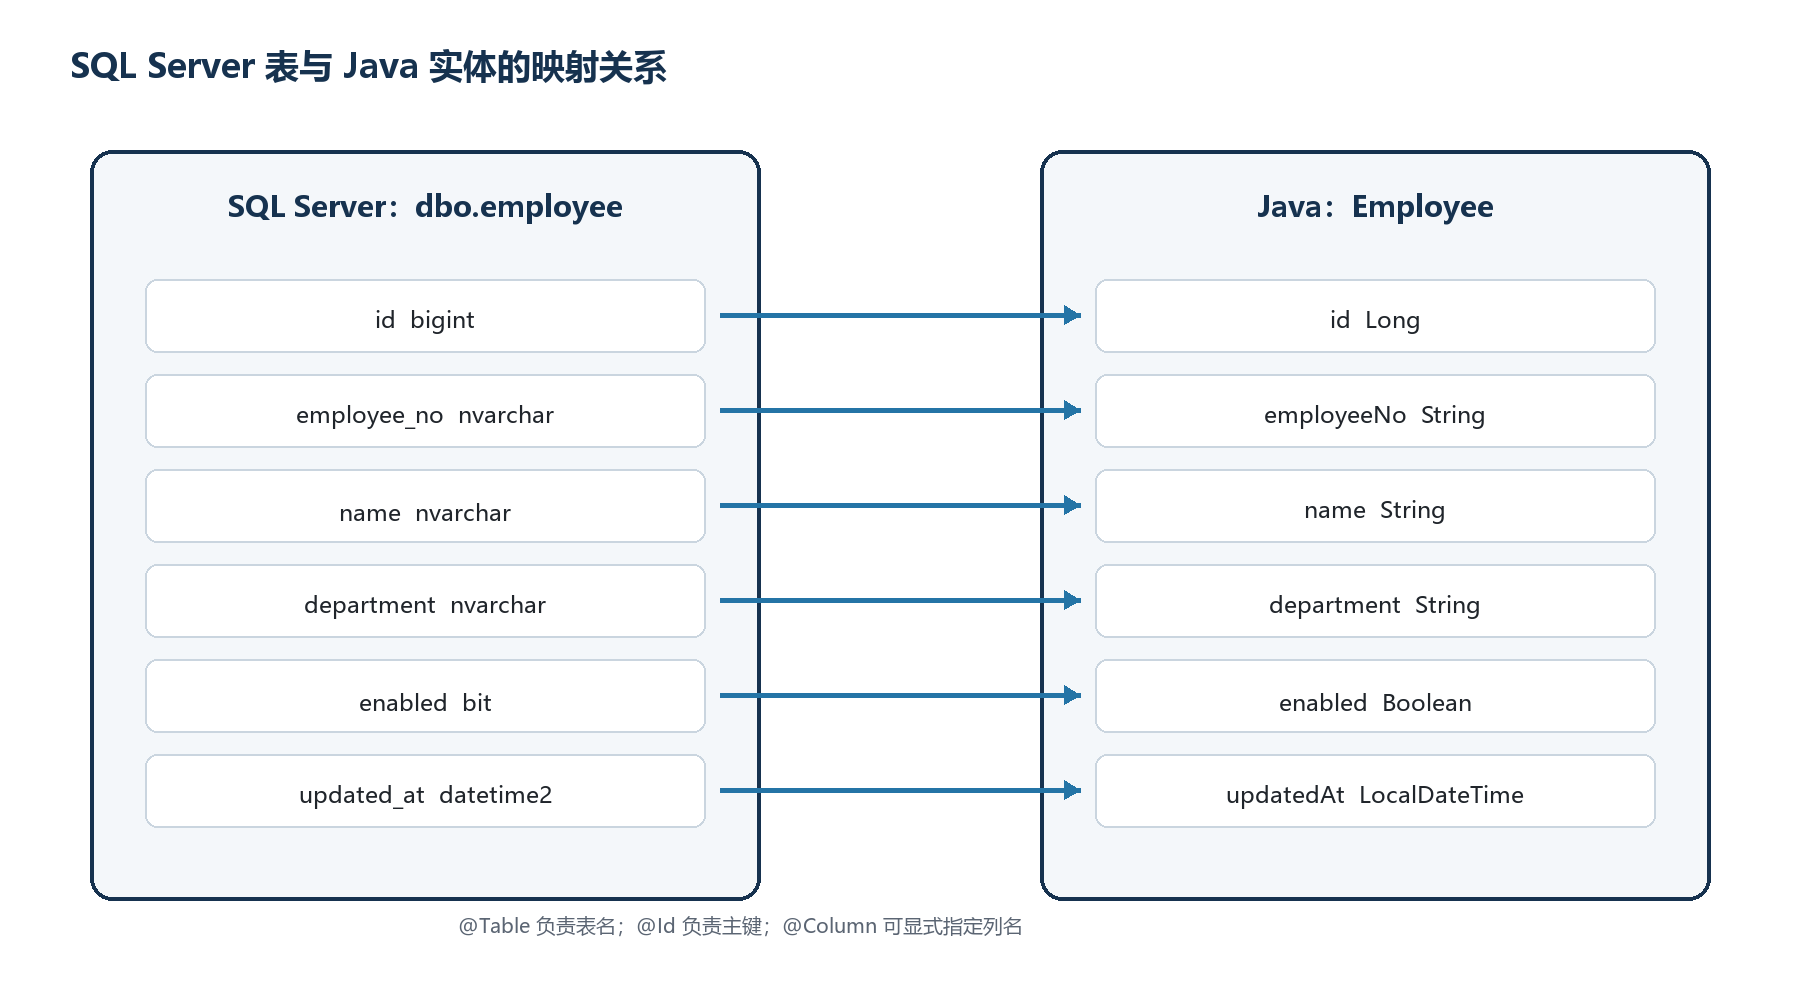 SQL Server 表与 Java 实体的映射关系
SQL Server：dbo.employee
id bigint
employee_no nvarchar
name nvarchar
department nvarchar
enabled bit
updated_at datetime2
Java：Employee
id Long
employeeNo String
name String
department String
enabled Boolean
updatedAt LocalDateTime
@Table 负责表名；@Id 负责主键；@Column 可显式指定列名